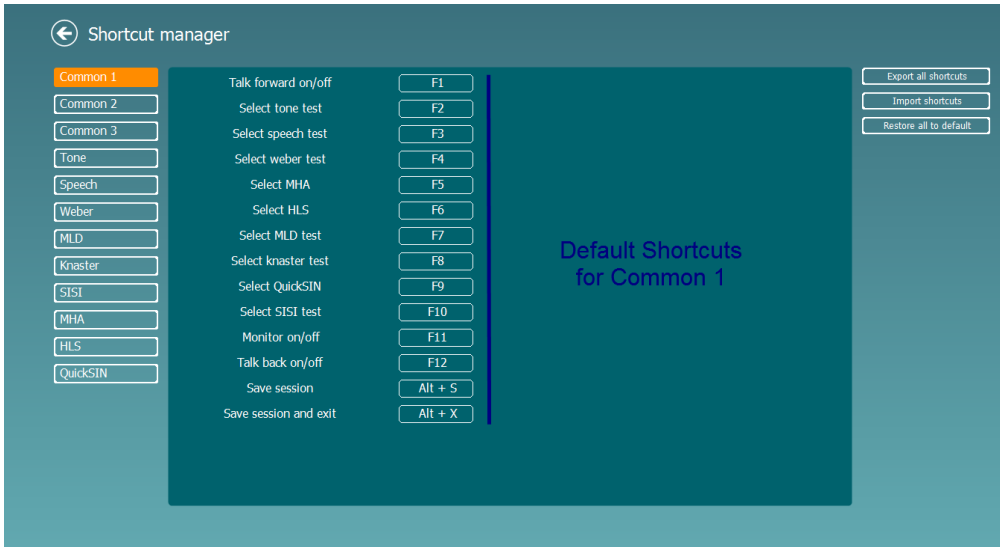 Shortcut manager
Common 1
Common 2
Common 3
Tone
Speech
Weber
MLD
Knaster
SISI
MHA
HLS
QuickSIN
Talk forward on/off F1
Select tone test F2
Select speech test F3
Select weber test F4
Select MHA F5
Select HLS F6
Select MLD test F7
Select knaster test F8
Select QuickSIN F9
Select SISI test F10
Monitor on/off F11
Talk back on/off F12
Save session Alt + S
Save session and exit Alt + X
Default Shortcuts
for Common 1
Export all shortcuts
Import shortcuts
Restore all to default